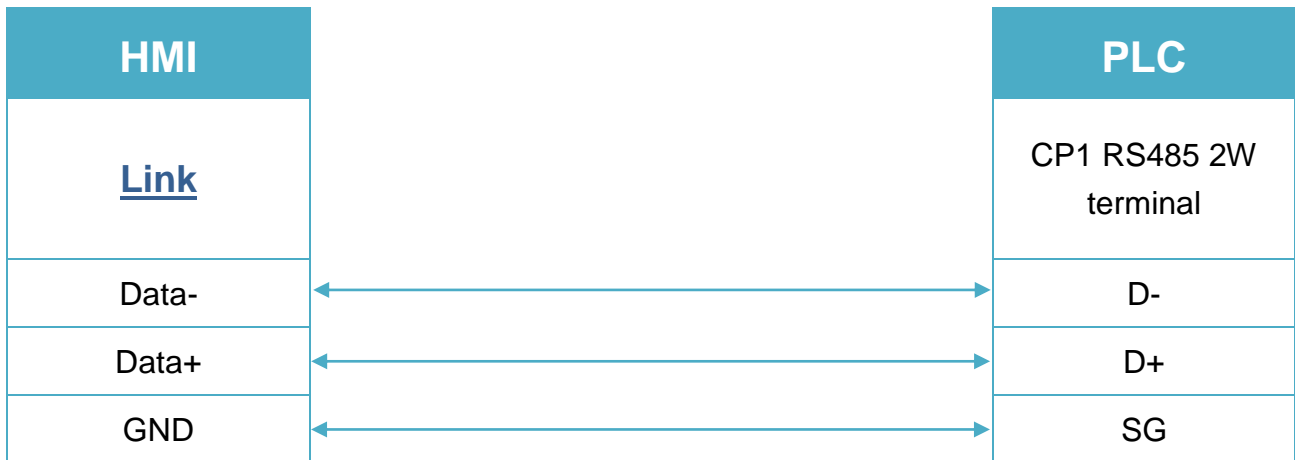 HMI
PLC
Link
CP1 RS485 2W
terminal
Data-
D-
Data+
D+
GND
SG